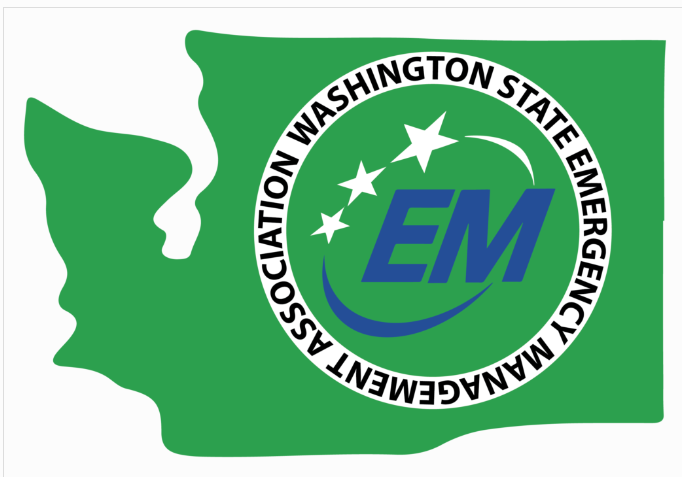 WASHINGTON STATE EMERGENCY MANAGEMENT ASSOCIATION
EM